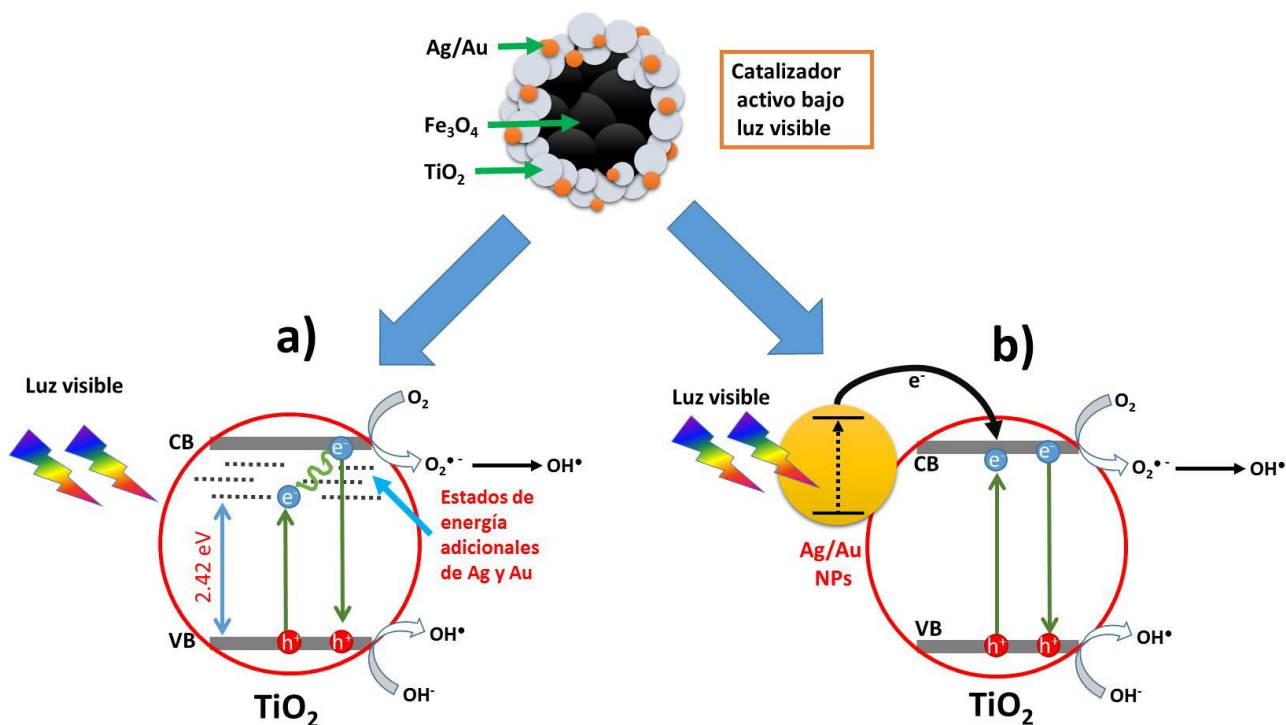 Ag/Au
Fe₃O₄
TiO₂
Catalizador
activo bajo
luz visible
a)
Luz visible
CB
e⁻
O₂
O₂•⁻
OH•
e⁻
Estados de
energía
adicionales
de Ag y Au
2.42 eV
VB
h⁺
h⁺
OH•
OH⁻
TiO₂
b)
Luz visible
e⁻
O₂
CB
e⁻
e⁻
O₂•⁻
OH•
Ag/Au
NPs
VB
h⁺
h⁺
OH•
OH⁻
TiO₂